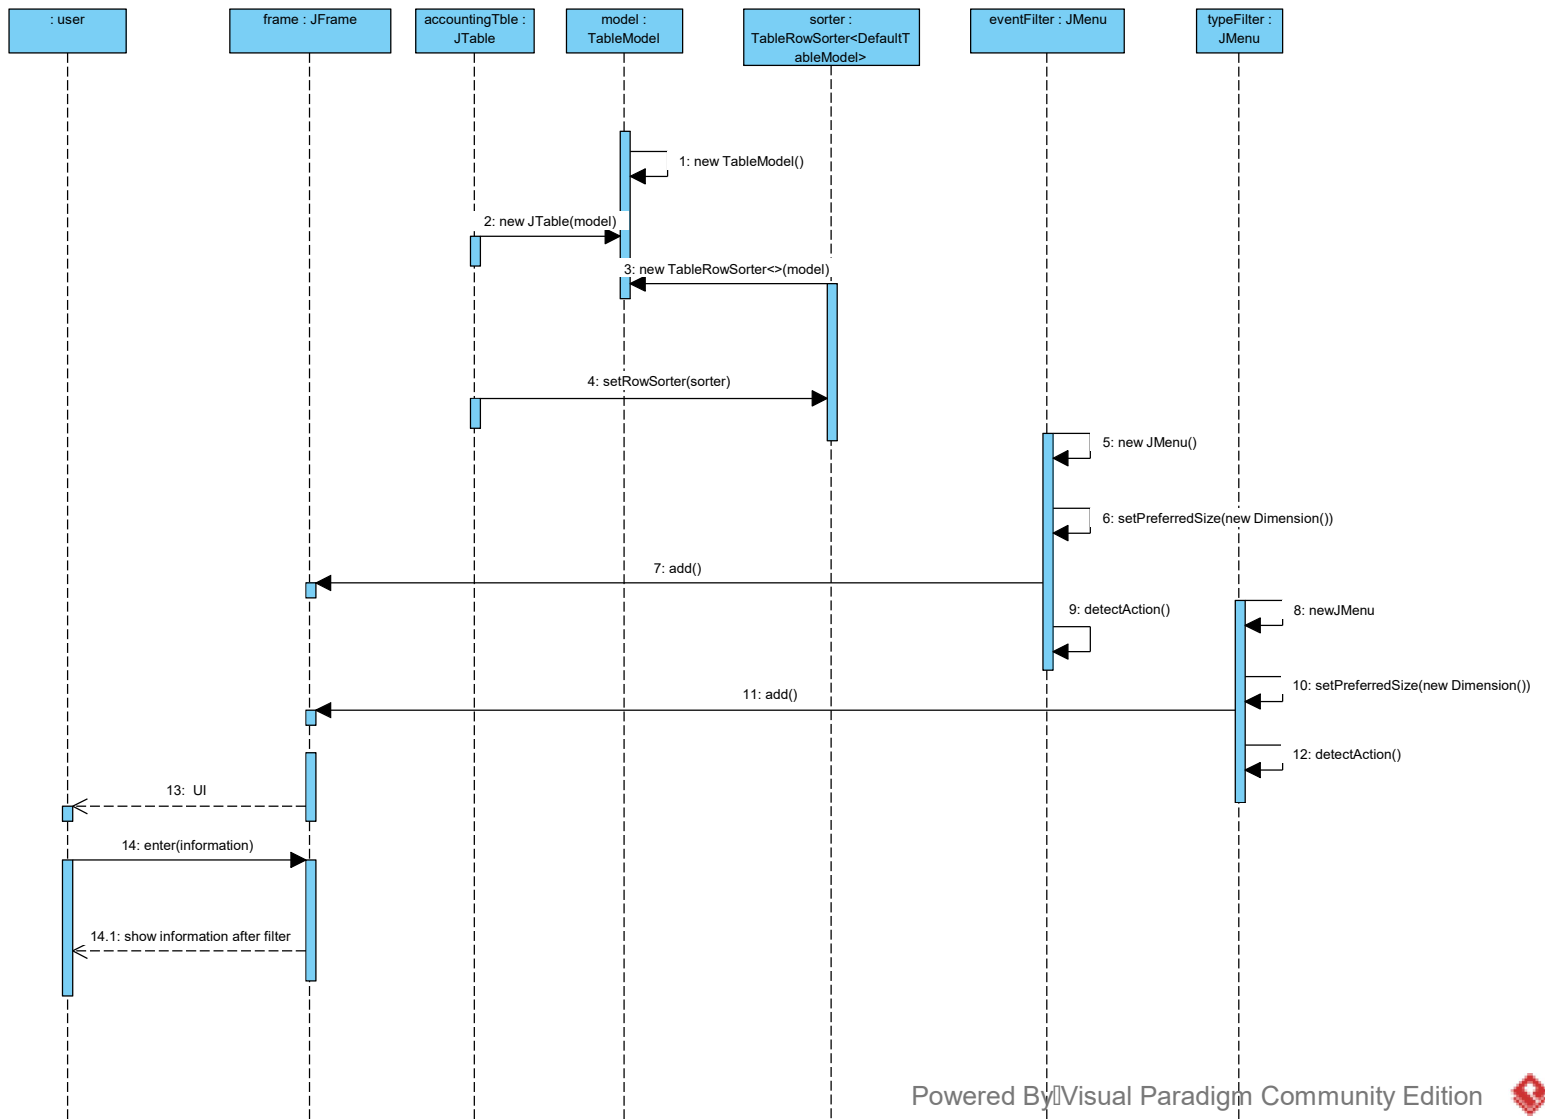 : user
frame : JFrame
accountingTble :
JTable
model :
TableModel
sorter :
TableRowSorter<DefaultT
ableModel>
eventFilter : JMenu
typeFilter :
JMenu
1: new TableModel()
2: new JTable(model)
3: new TableRowSorter<>(model)
4: setRowSorter(sorter)
5: new JMenu()
6: setPreferredSize(new Dimension())
7: add()
9: detectAction()
8: newJMenu
10: setPreferredSize(new Dimension())
11: add()
12: detectAction()
13:  UI
14: enter(information)
14.1: show information after filter
Powered By Visual Paradigm Community Edition